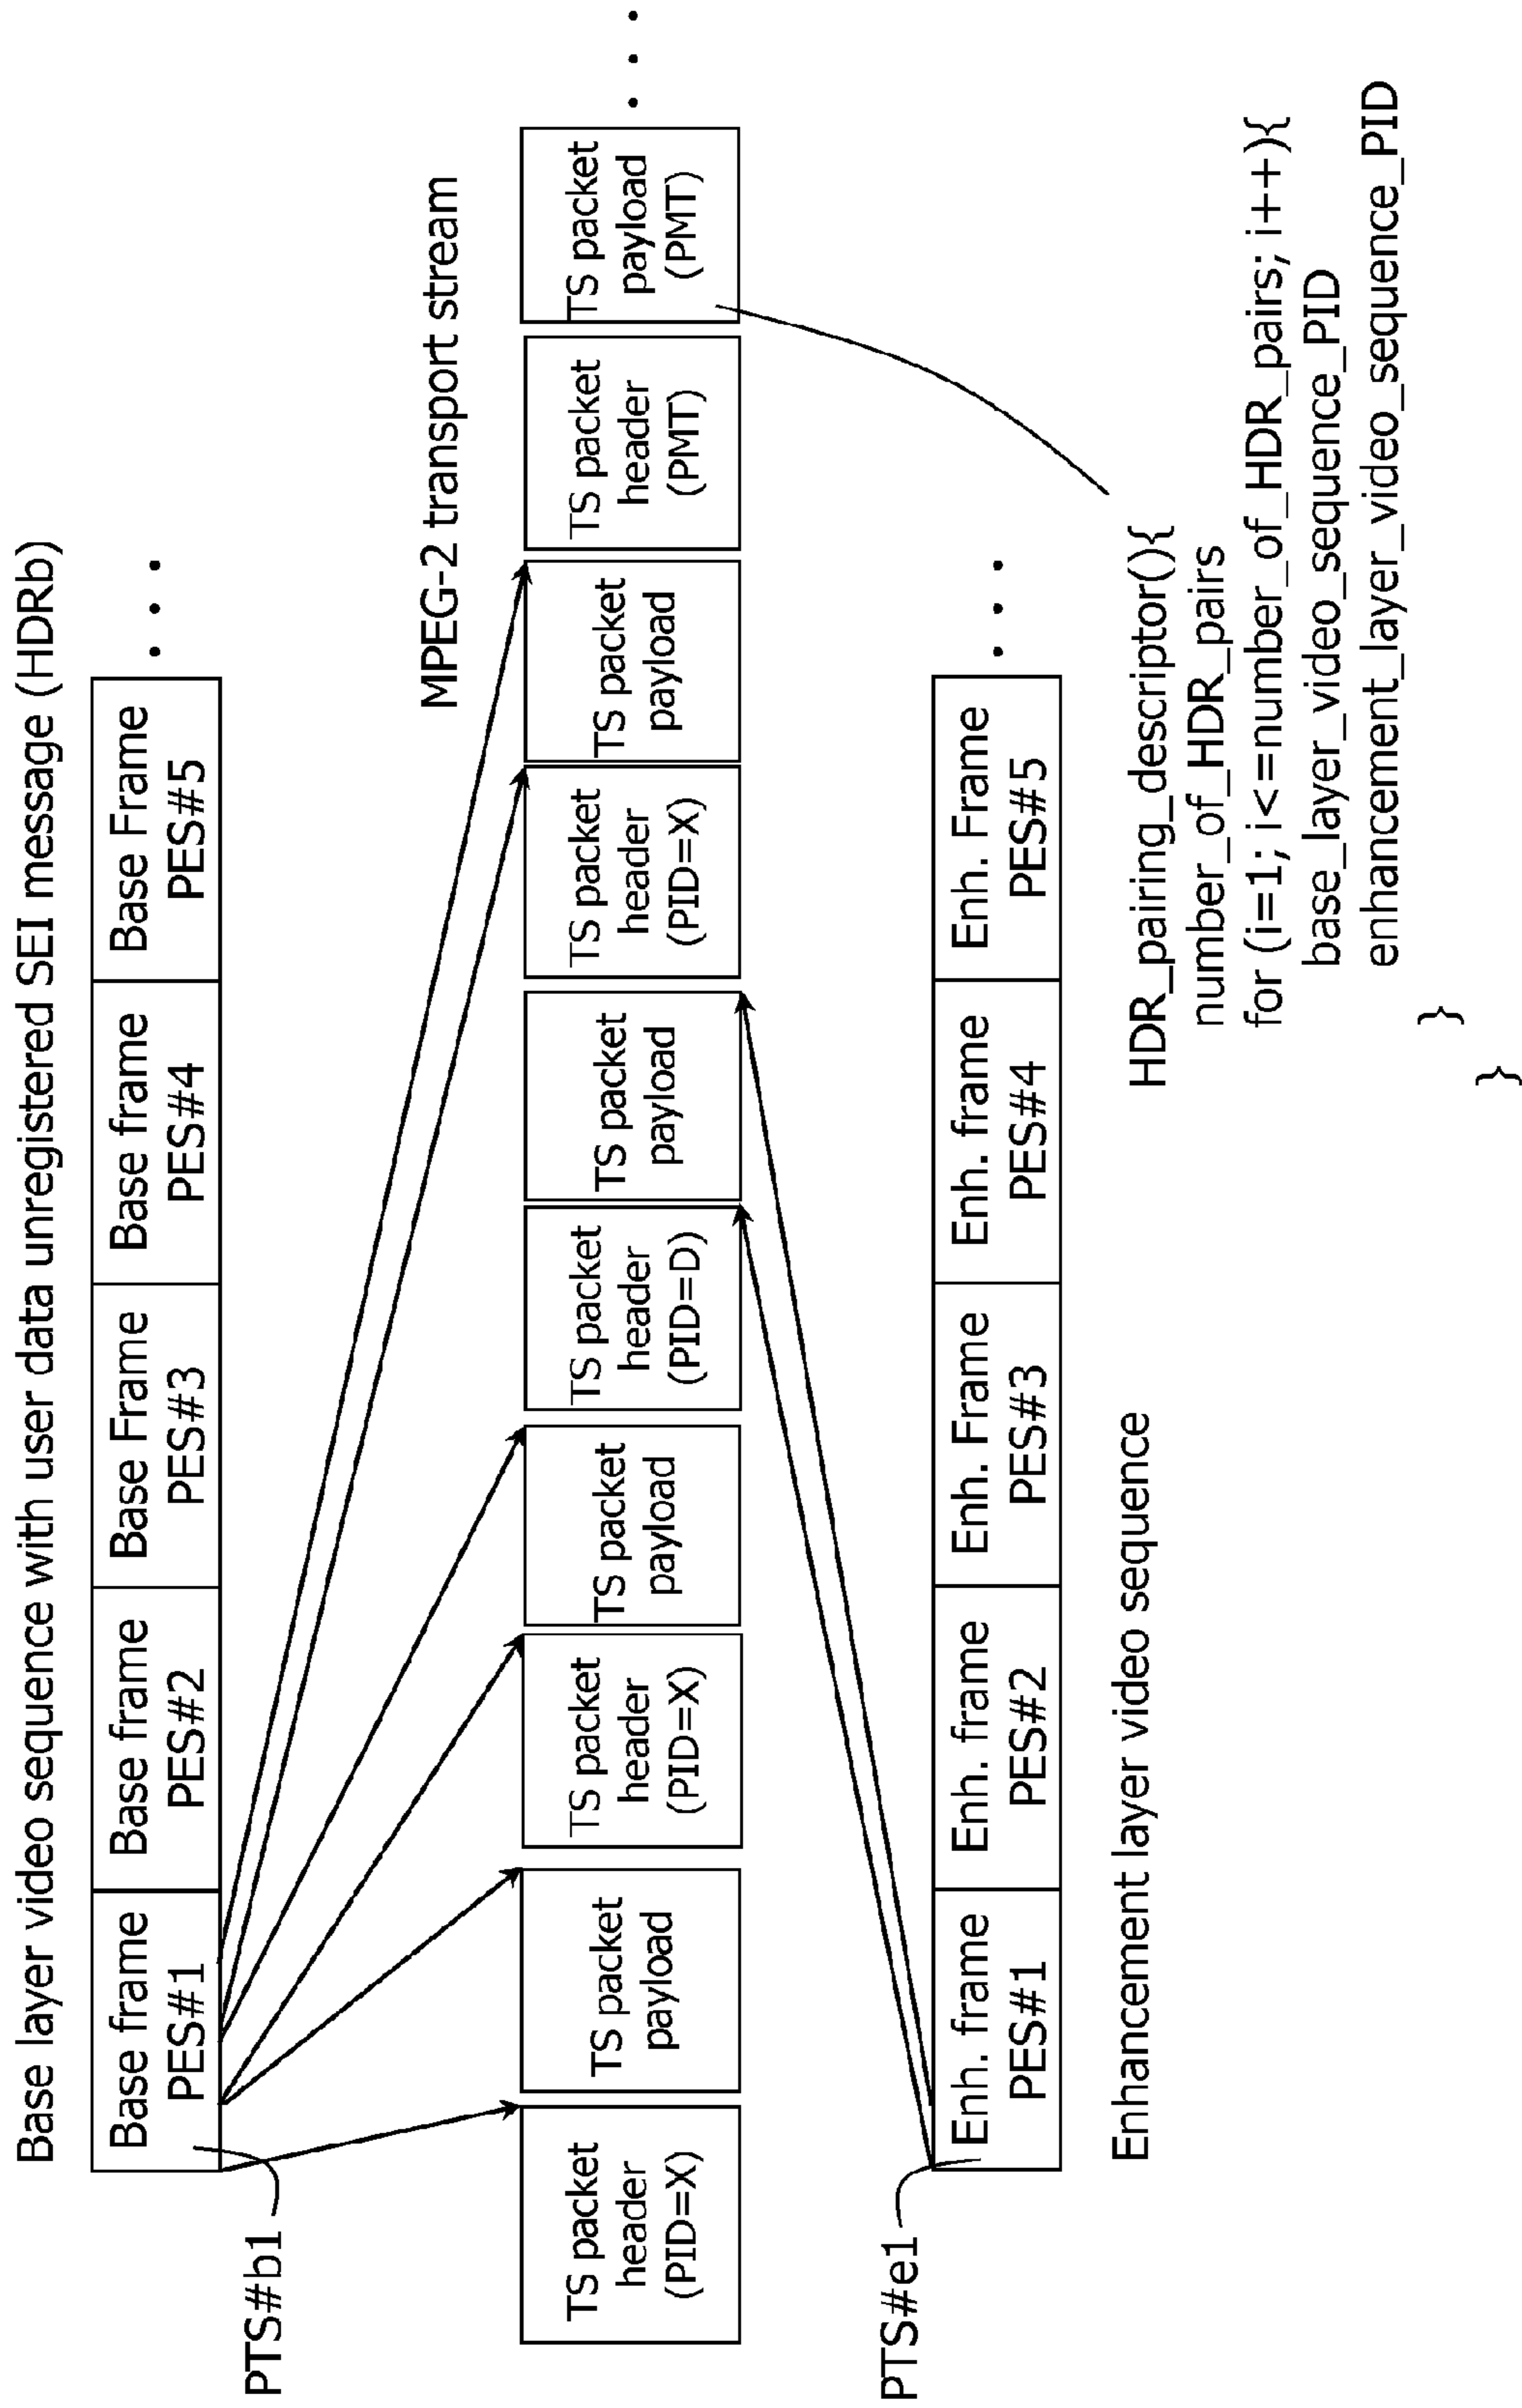 Base layer video sequence with user data unregistered SEI message (HDRb)
Base frame
PES#1
Base frame
PES#2
Base Frame
PES#3
Base frame
PES#4
Base Frame
PES#5
. . .
PTS#b1
MPEG-2 transport stream
TS packet
header
(PID=X)
TS packet
payload
TS packet
header
(PID=X)
TS packet
payload
TS packet
header
(PID=D)
TS packet
payload
TS packet
header
(PID=X)
TS packet
payload
TS packet
header
(PMT)
TS packet
payload
(PMT)
. . .
PTS#e1
Enh. frame
PES#1
Enh. frame
PES#2
Enh. Frame
PES#3
Enh. frame
PES#4
Enh. Frame
PES#5
. . .
Enhancement layer video sequence
HDR_pairing_descriptor(){
number_of_HDR_pairs
for (i=1; i<=number_of_HDR_pairs; i++){
base_layer_video_sequence_PID
enhancement_layer_video_sequence_PID
}
}